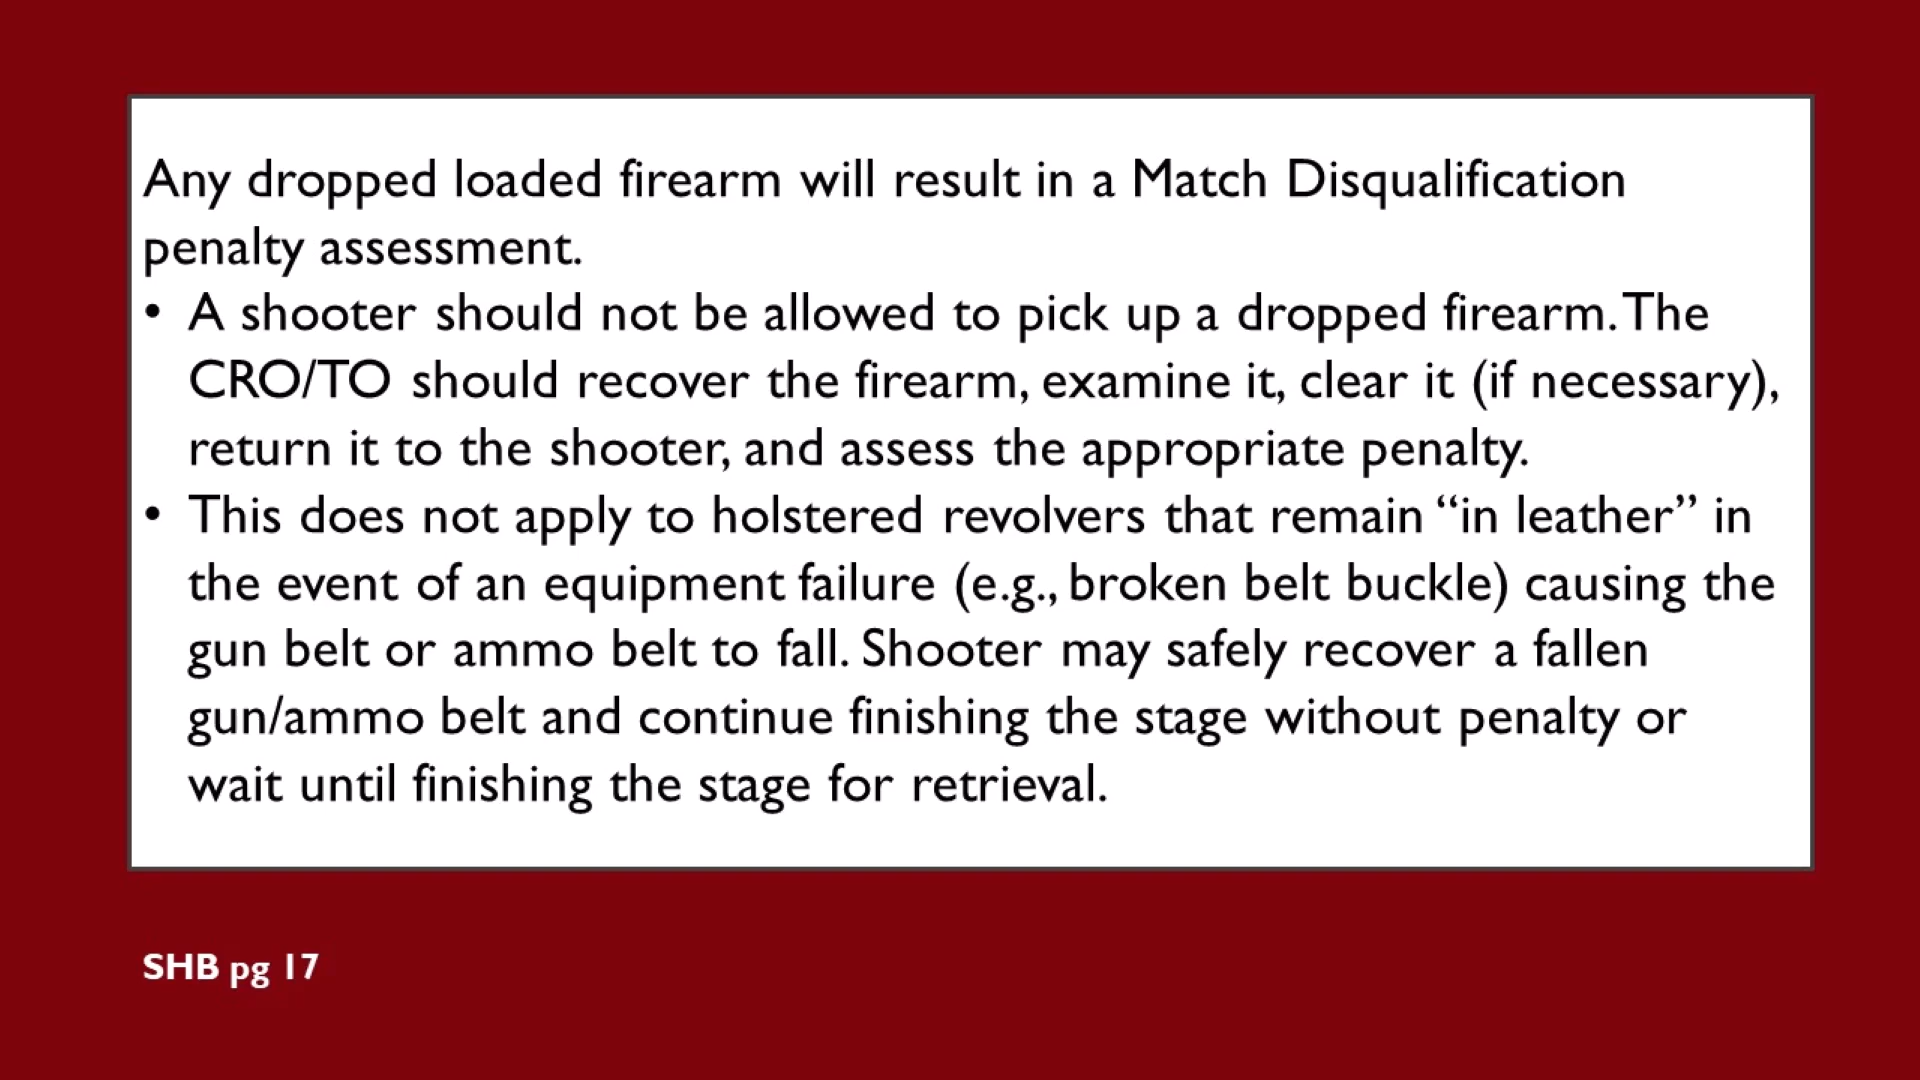 Any dropped loaded firearm will result in a Match Disqualification
penalty assessment.
• A shooter should not be allowed to pick up a dropped firearm. The
CRO/TO should recover the firearm, examine it, clear it (if necessary),
return it to the shooter, and assess the appropriate penalty.
• This does not apply to holstered revolvers that remain “in leather” in
the event of an equipment failure (e.g., broken belt buckle) causing the
gun belt or ammo belt to fall. Shooter may safely recover a fallen
gun/ammo belt and continue finishing the stage without penalty or
wait until finishing the stage for retrieval.
SHB pg 17